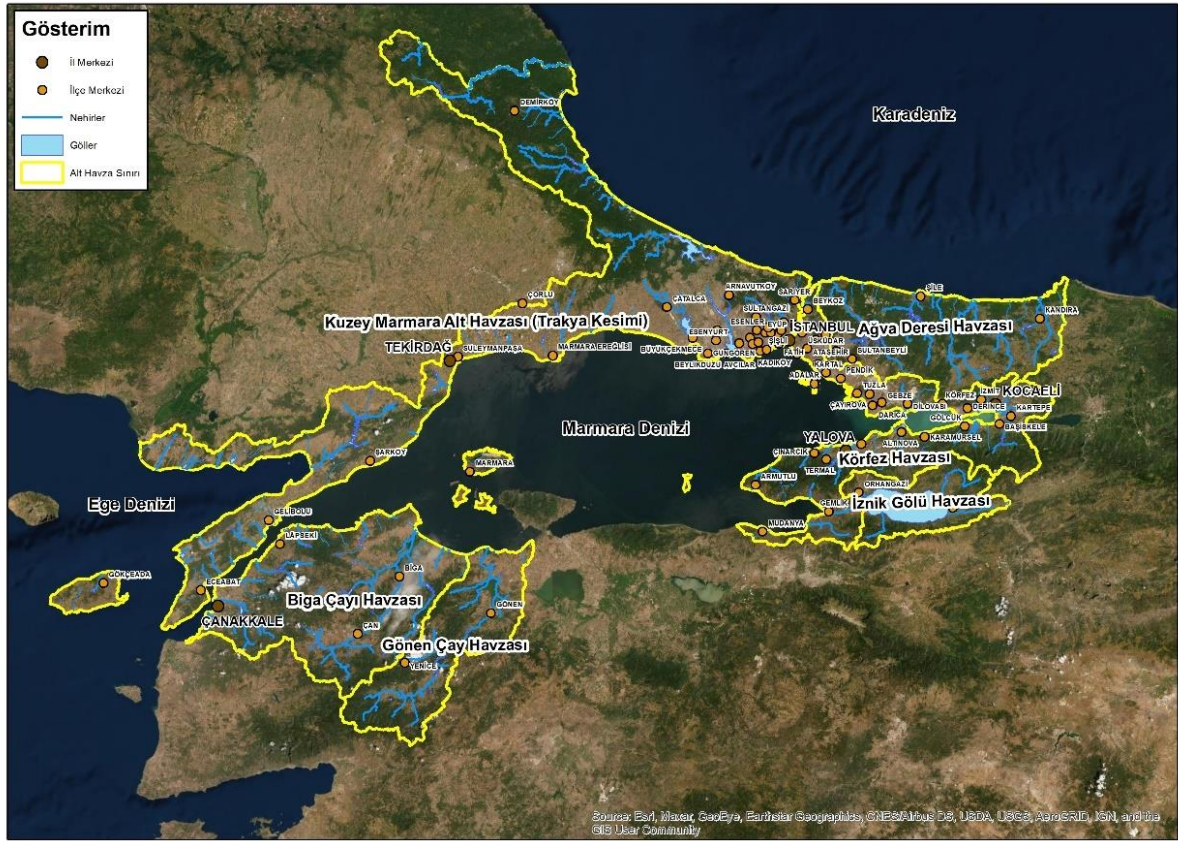 Gösterim
İl Merkezi
İlçe Merkezi
Nehirler
Göller
Alt Havza Sınırı
Karadeniz
DEMİRKÖY
ÇORLU
ÇATALCA
ARNAVUTKÖY
SARIYER
BEYKOZ
ŞİLE
KANDIRA
Kuzey Marmara Alt Havzası (Trakya Kesimi)
SULTANGAZİ
ESENLER
EYÜP
İSTANBUL
Ağva Deresi Havzası
ESENYURT
ŞİŞLİ
ÜSKÜDAR
TEKİRDAĞ
SÜLEYMANPAŞA
MARMARA EREĞLİSİ
BÜYÜKÇEKMECE
GÜNGÖREN
FATİH
ATAŞEHİR
SULTANBEYLİ
BEYLİKDÜZÜ
AVCILAR
KADIKÖY
KARTAL
PENDİK
ADALAR
TUZLA
GEBZE
KÖRFEZ
İZMİT
KOCAELİ
ÇAYIROVA
DİLOVASI
DERİNCE
DARICA
KARTEPE
GÖLCÜK
BAŞİSKELE
Marmara Denizi
YALOVA
ALTINOVA
KARAMÜRSEL
ÇINARCIK
Körfez Havzası
ŞARKÖY
MARMARA
TERMAL
ARMUTLU
ORHANGAZİ
Ege Denizi
GEMLİK
İznik Gölü Havzası
GELİBOLU
MUDANYA
LAPSEKİ
GÖKÇEADA
ECEABAT
BİGA
Biga Çayı Havzası
GÖNEN
ÇANAKKALE
ÇAN
Gönen Çay Havzası
YENİCE
Source: Esri, Maxar, GeoEye, Earthstar Geographics, CNES/Airbus DS, USDA, USGS, AeroGRID, IGN, and the
GIS User Community